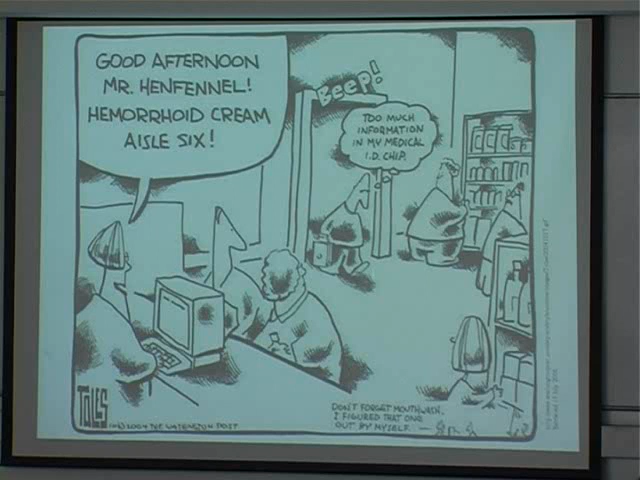 GOOD AFTERNOON
MR. HENFENNEL!
HEMORRHOID CREAM
AISLE SIX!
BEEP!
TOO MUCH
INFORMATION
IN MY MEDICAL
I.D. CHIP.
TOLES
2004 THE WASHINGTON POST
DON'T FORGET MOUTHWASH.
I FIGURED THAT ONE
OUT BY MYSELF.